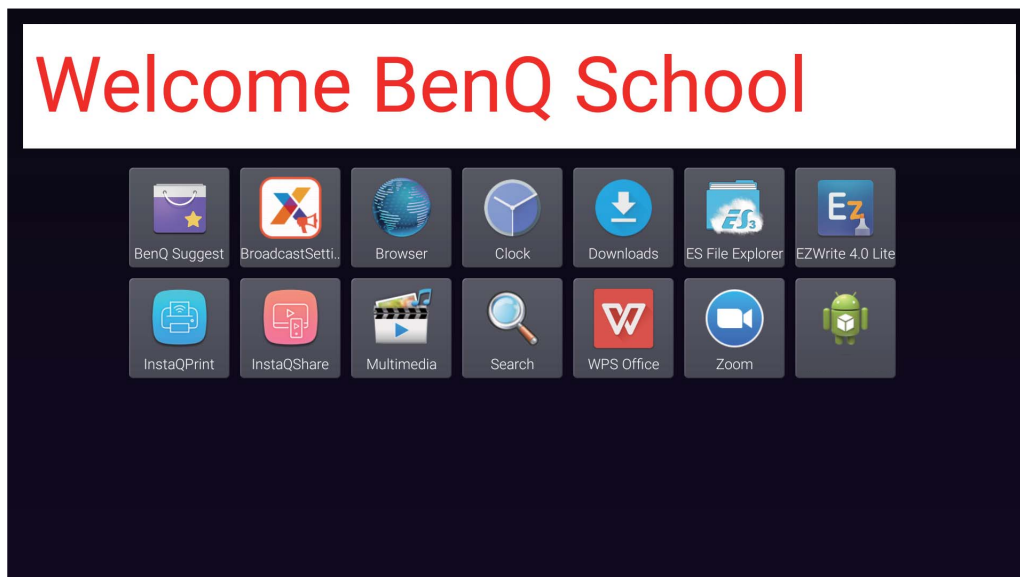 Welcome BenQ School
BenQ Suggest BroadcastSetti.. Browser Clock Downloads ES File Explorer EZWrite 4.0 Lite
InstaQPrint InstaQShare Multimedia Search WPS Office Zoom